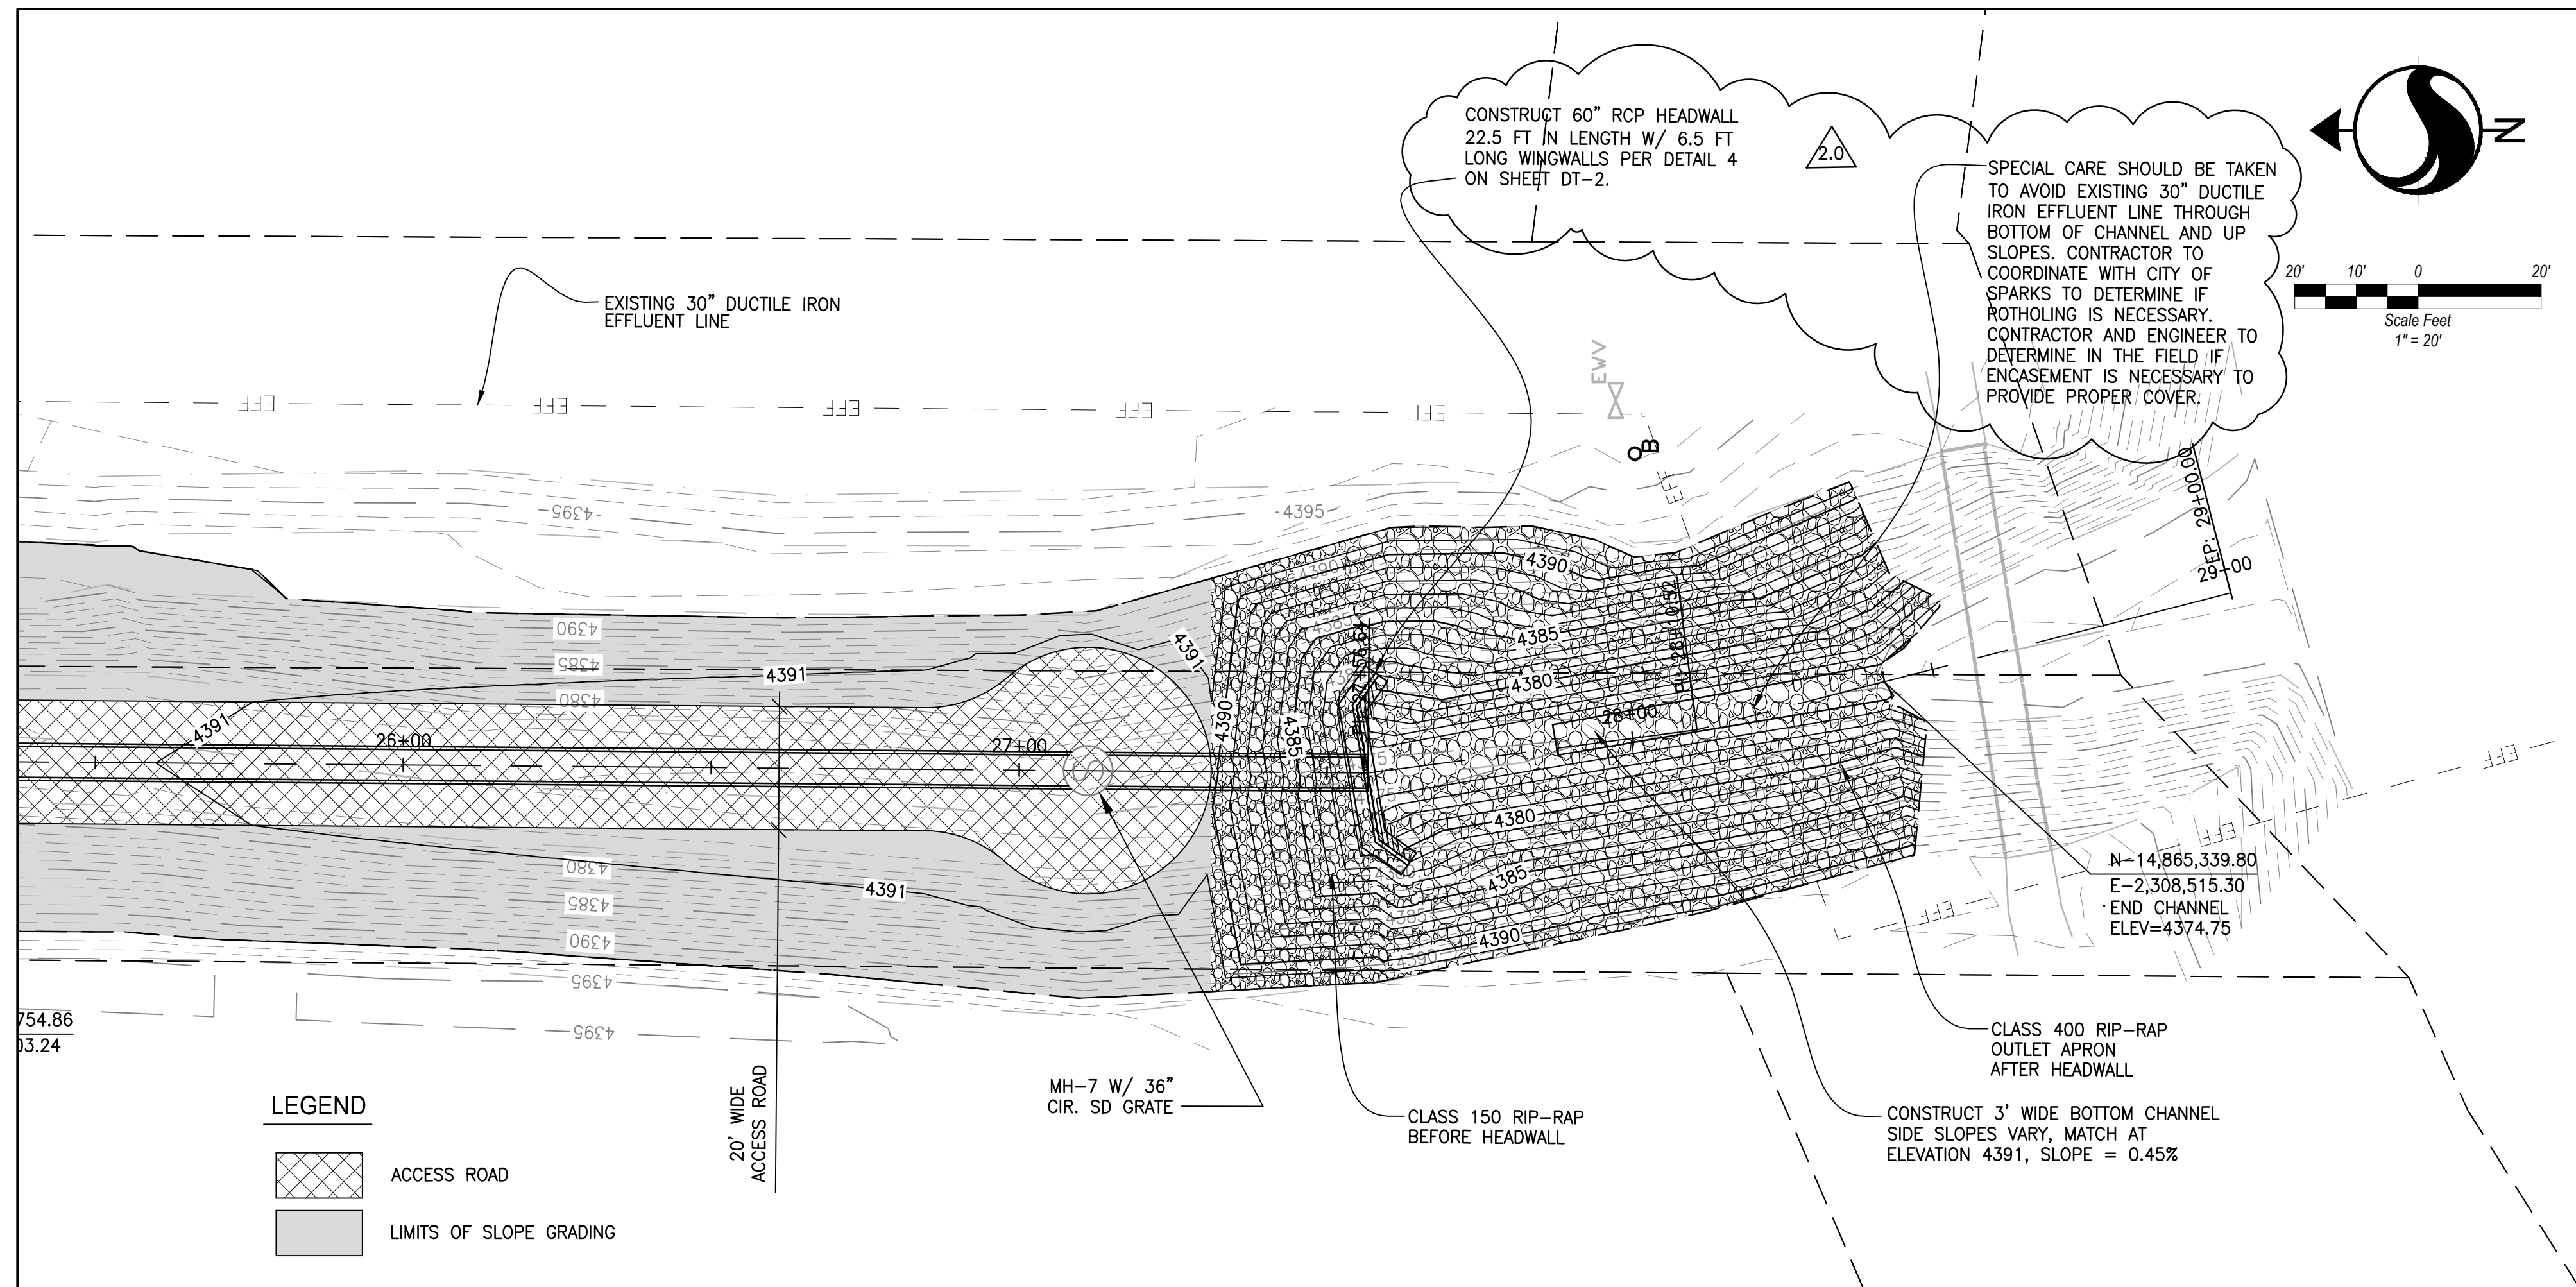 CONSTRUCT 60" RCP HEADWALL
22.5 FT IN LENGTH W/ 6.5 FT
LONG WINGWALLS PER DETAIL 4
ON SHEET DT-2.
2.0
SPECIAL CARE SHOULD BE TAKEN
TO AVOID EXISTING 30" DUCTILE
IRON EFFLUENT LINE THROUGH
BOTTOM OF CHANNEL AND UP
SLOPES. CONTRACTOR TO
COORDINATE WITH CITY OF
SPARKS TO DETERMINE IF
POTHOLING IS NECESSARY.
CONTRACTOR AND ENGINEER TO
DETERMINE IN THE FIELD IF
ENCASEMENT IS NECESSARY TO
PROVIDE PROPER COVER.
N
20' 10' 0 20'
Scale Feet
1" = 20'
EXISTING 30" DUCTILE IRON
EFFLUENT LINE
EFF
EFF
EFF
EFF
EFF
EWV
B
EFF
-4395-
-4395-
EP: 29+00.00
29+00
4390
4390
4390
4385
4385
4385
4380
4380
4391
4391
4391
4390
4385
4385
4380
26+00
27+00
28+00
4380
4385
4390
4380
4385
4390
4391
4385
4390
4395
4395
EFF
EFF
EFF
N-14,865,339.80
E-2,308,515.30
END CHANNEL
ELEV=4374.75
754.86
03.24
20' WIDE
ACCESS ROAD
MH-7 W/ 36"
CIR. SD GRATE
CLASS 150 RIP-RAP
BEFORE HEADWALL
CLASS 400 RIP-RAP
OUTLET APRON
AFTER HEADWALL
CONSTRUCT 3' WIDE BOTTOM CHANNEL
SIDE SLOPES VARY, MATCH AT
ELEVATION 4391, SLOPE = 0.45%
LEGEND
ACCESS ROAD
LIMITS OF SLOPE GRADING